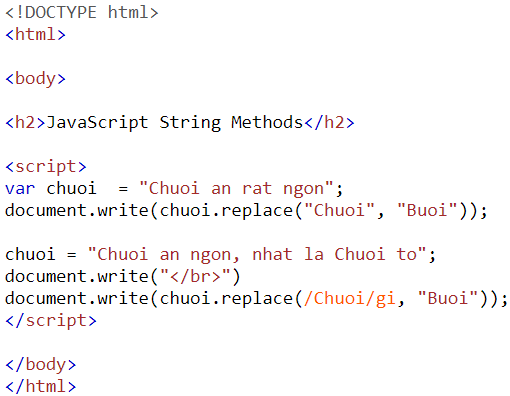 <!DOCTYPE html>
<html>
<body>
<h2>JavaScript String Methods</h2>
<script>
var chuoi  = "Chuoi an rat ngon";
document.write(chuoi.replace("Chuoi", "Buoi"));
chuoi = "Chuoi an ngon, nhat la Chuoi to";
document.write("</br>")
document.write(chuoi.replace(/Chuoi/gi, "Buoi"));
</script>
</body>
</html>